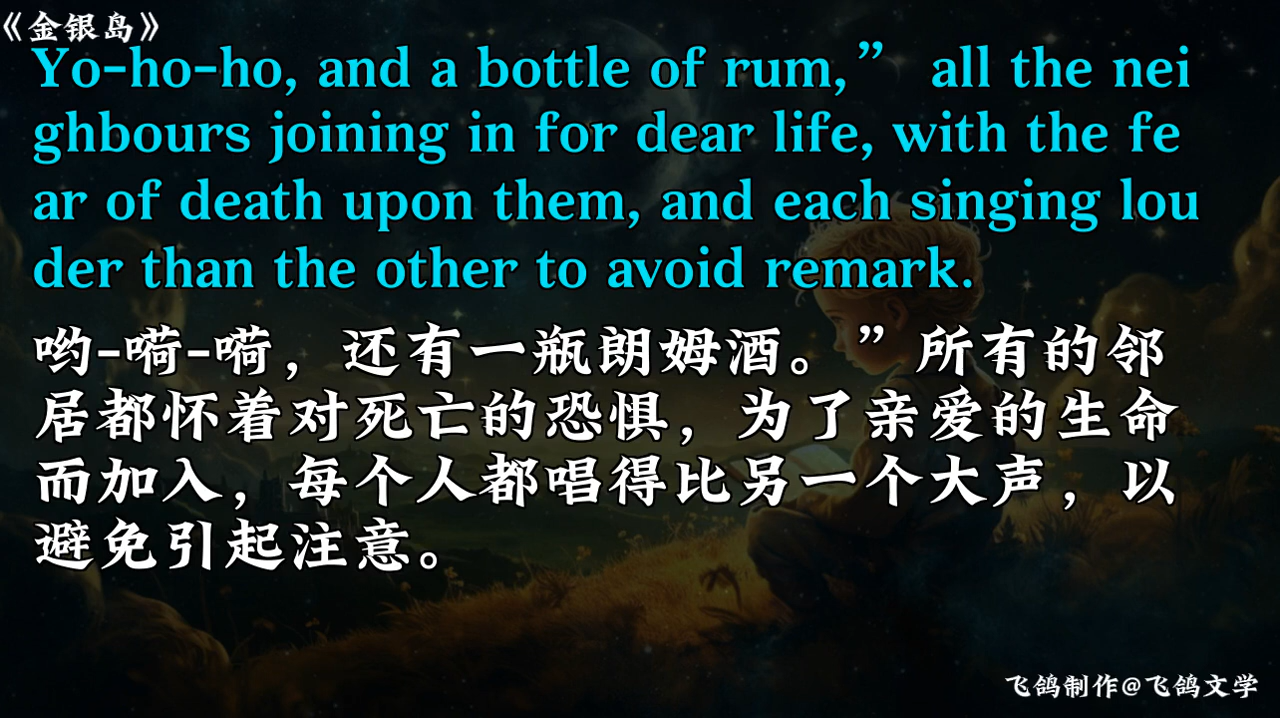 《金银岛》
Yo-ho-ho, and a bottle of rum,” all the nei
ghbours joining in for dear life, with the fe
ar of death upon them, and each singing lou
der than the other to avoid remark.
哟-嗬-嗬，还有一瓶朗姆酒。”所有的邻
居都怀着对死亡的恐惧，为了亲爱的生命
而加入，每个人都唱得比另一个大声，以
避免引起注意。
飞鸽制作@飞鸽文学